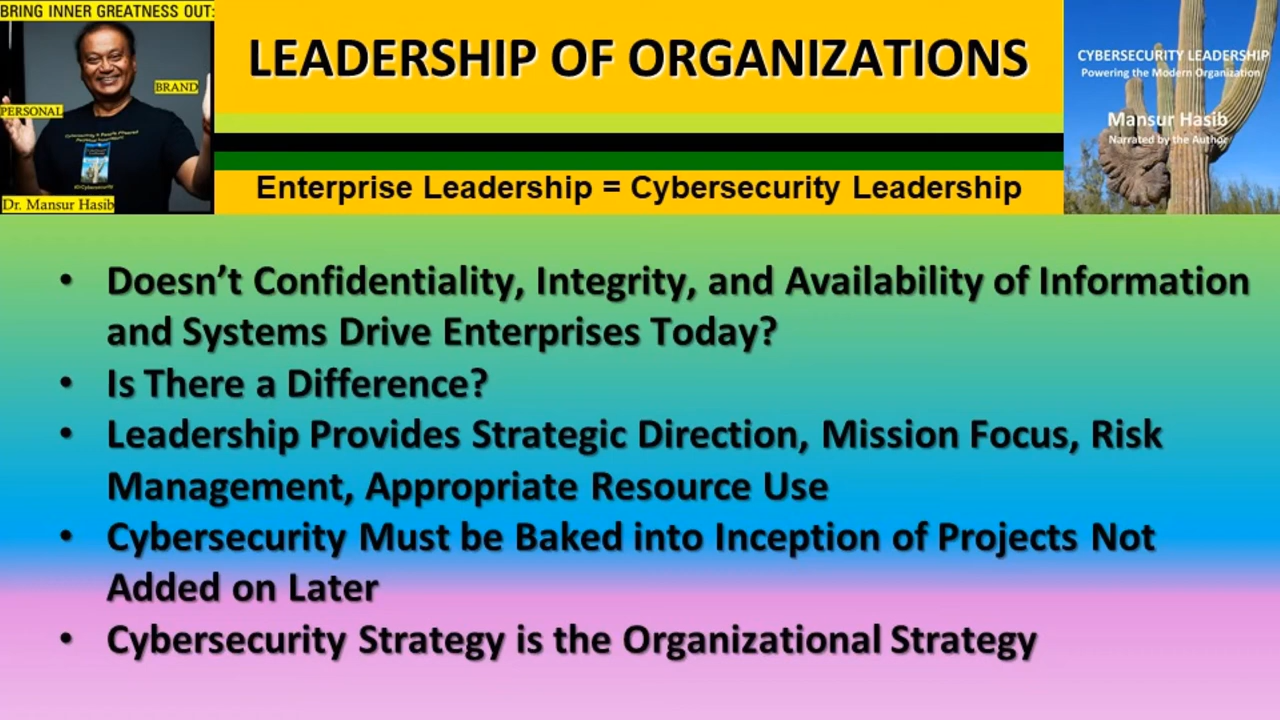 BRING INNER GREATNESS OUT:
PERSONAL
BRAND
Dr. Mansur Hasib
LEADERSHIP OF ORGANIZATIONS
Enterprise Leadership = Cybersecurity Leadership
CYBERSECURITY LEADERSHIP
Powering the Modern Organization
Mansur Hasib
Narrated by the Author
• Doesn’t Confidentiality, Integrity, and Availability of Information
and Systems Drive Enterprises Today?
• Is There a Difference?
• Leadership Provides Strategic Direction, Mission Focus, Risk
Management, Appropriate Resource Use
• Cybersecurity Must be Baked into Inception of Projects Not
Added on Later
• Cybersecurity Strategy is the Organizational Strategy